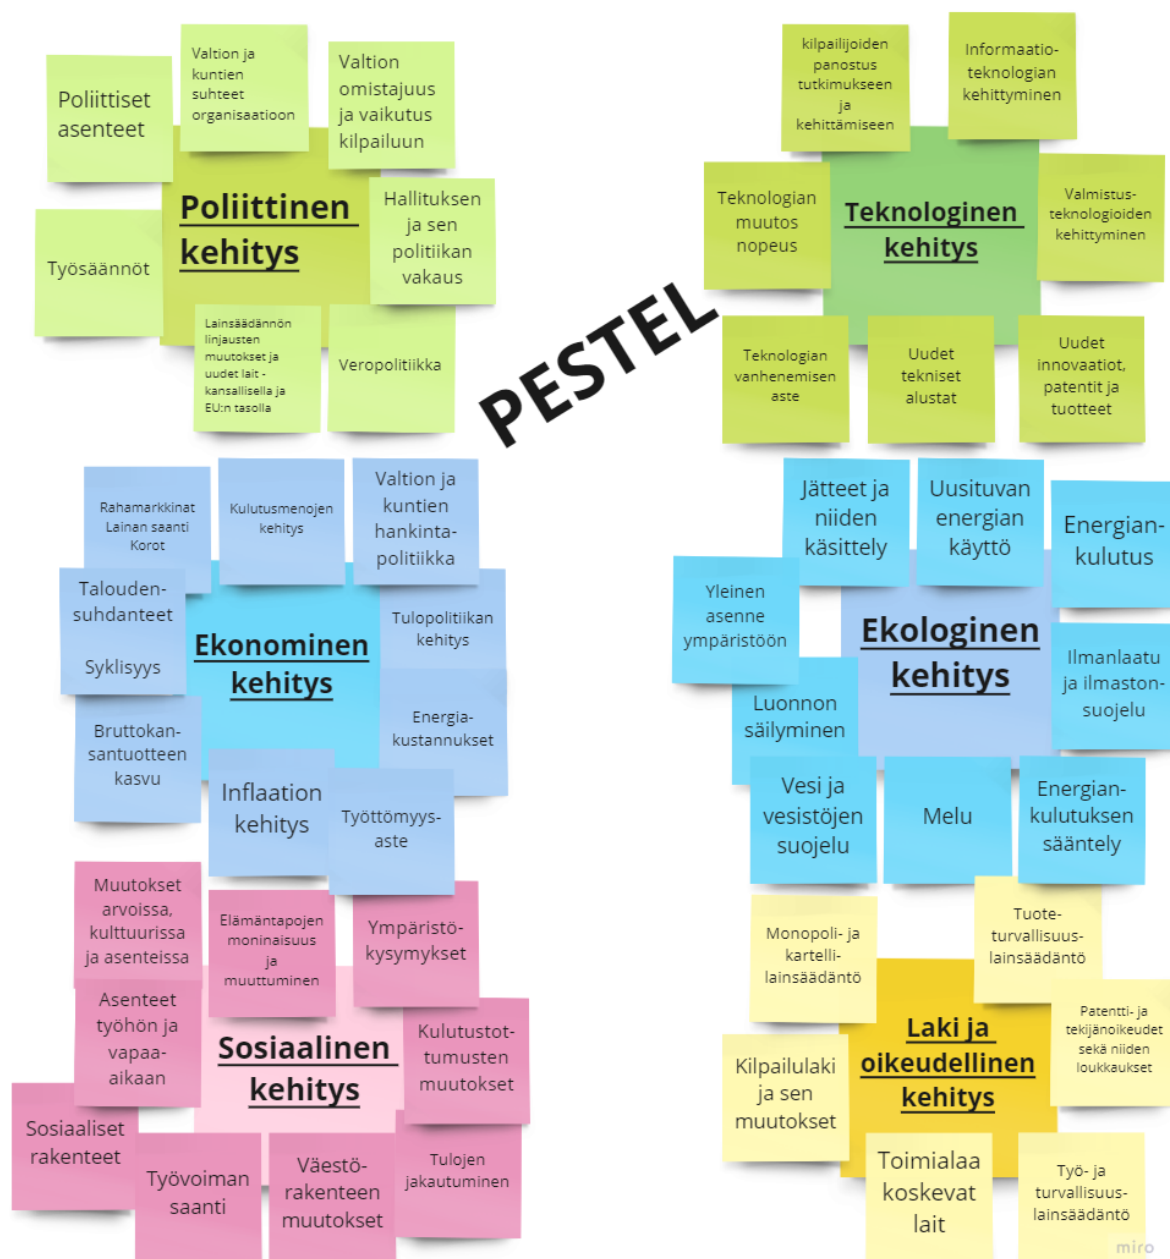 Poliittiset
asenteet
Valtion ja
kuntien
suhteet
organisaatioon
Valtion
omistajuus
ja vaikutus
kilpailuun
Poliittinen
kehitys
Hallituksen
ja sen
politiikan
vakaus
Työsäännöt
Lainsäädännön
linjausten
muutokset ja
uudet lait -
kansallisella ja
EU:n tasolla
Veropolitiikka
kilpailijoiden
panostus
tutkimukseen
ja
kehittämiseen
Informaatio-
teknologian
kehittyminen
Teknologian
muutos
nopeus
Teknologinen
kehitys
Valmistus-
teknologioiden
kehittyminen
Teknologian
vanhenemisen
aste
Uudet
tekniset
alustat
Uudet
innovaatiot,
patentit ja
tuotteet
PESTEL
Rahamarkkinat
Lainan saanti
Korot
Kulutusmenojen
kehitys
Valtion ja
kuntien
hankinta-
politiikka
Talouden-
suhdanteet
Syklisyys
Ekonominen
kehitys
Tulopolitiikan
kehitys
Bruttokan-
santuotteen
kasvu
Energia-
kustannukset
Inflaation
kehitys
Työttömyys-
aste
Jätteet ja
niiden
käsittely
Uusituvan
energian
käyttö
Energian-
kulutus
Yleinen
asenne
ympäristöön
Ekologinen
kehitys
Ilmanlaatu
ja ilmaston-
suojelu
Luonnon
säilyminen
Vesi ja
vesistöjen
suojelu
Melu
Energian-
kulutuksen
sääntely
Muutokset
arvoissa,
kulttuurissa
ja asenteissa
Elämäntapojen
moninaisuus
ja
muuttuminen
Ympäristö-
kysymykset
Asenteet
työhön ja
vapaa-
aikaan
Sosiaalinen
kehitys
Kulutustot-
tumusten
muutokset
Sosiaaliset
rakenteet
Työvoiman
saanti
Väestö-
rakenteen
muutokset
Tulojen
jakautuminen
Monopoli- ja
kartelli-
lainsäädäntö
Tuote-
turvallisuus-
lainsäädäntö
Kilpailulaki
ja sen
muutokset
Laki ja
oikeudellinen
kehitys
Patentti- ja
tekijänoikeudet
sekä niiden
loukkaukset
Toimialaa
koskevat
lait
Työ- ja
turvallisuus-
lainsäädäntö
miro